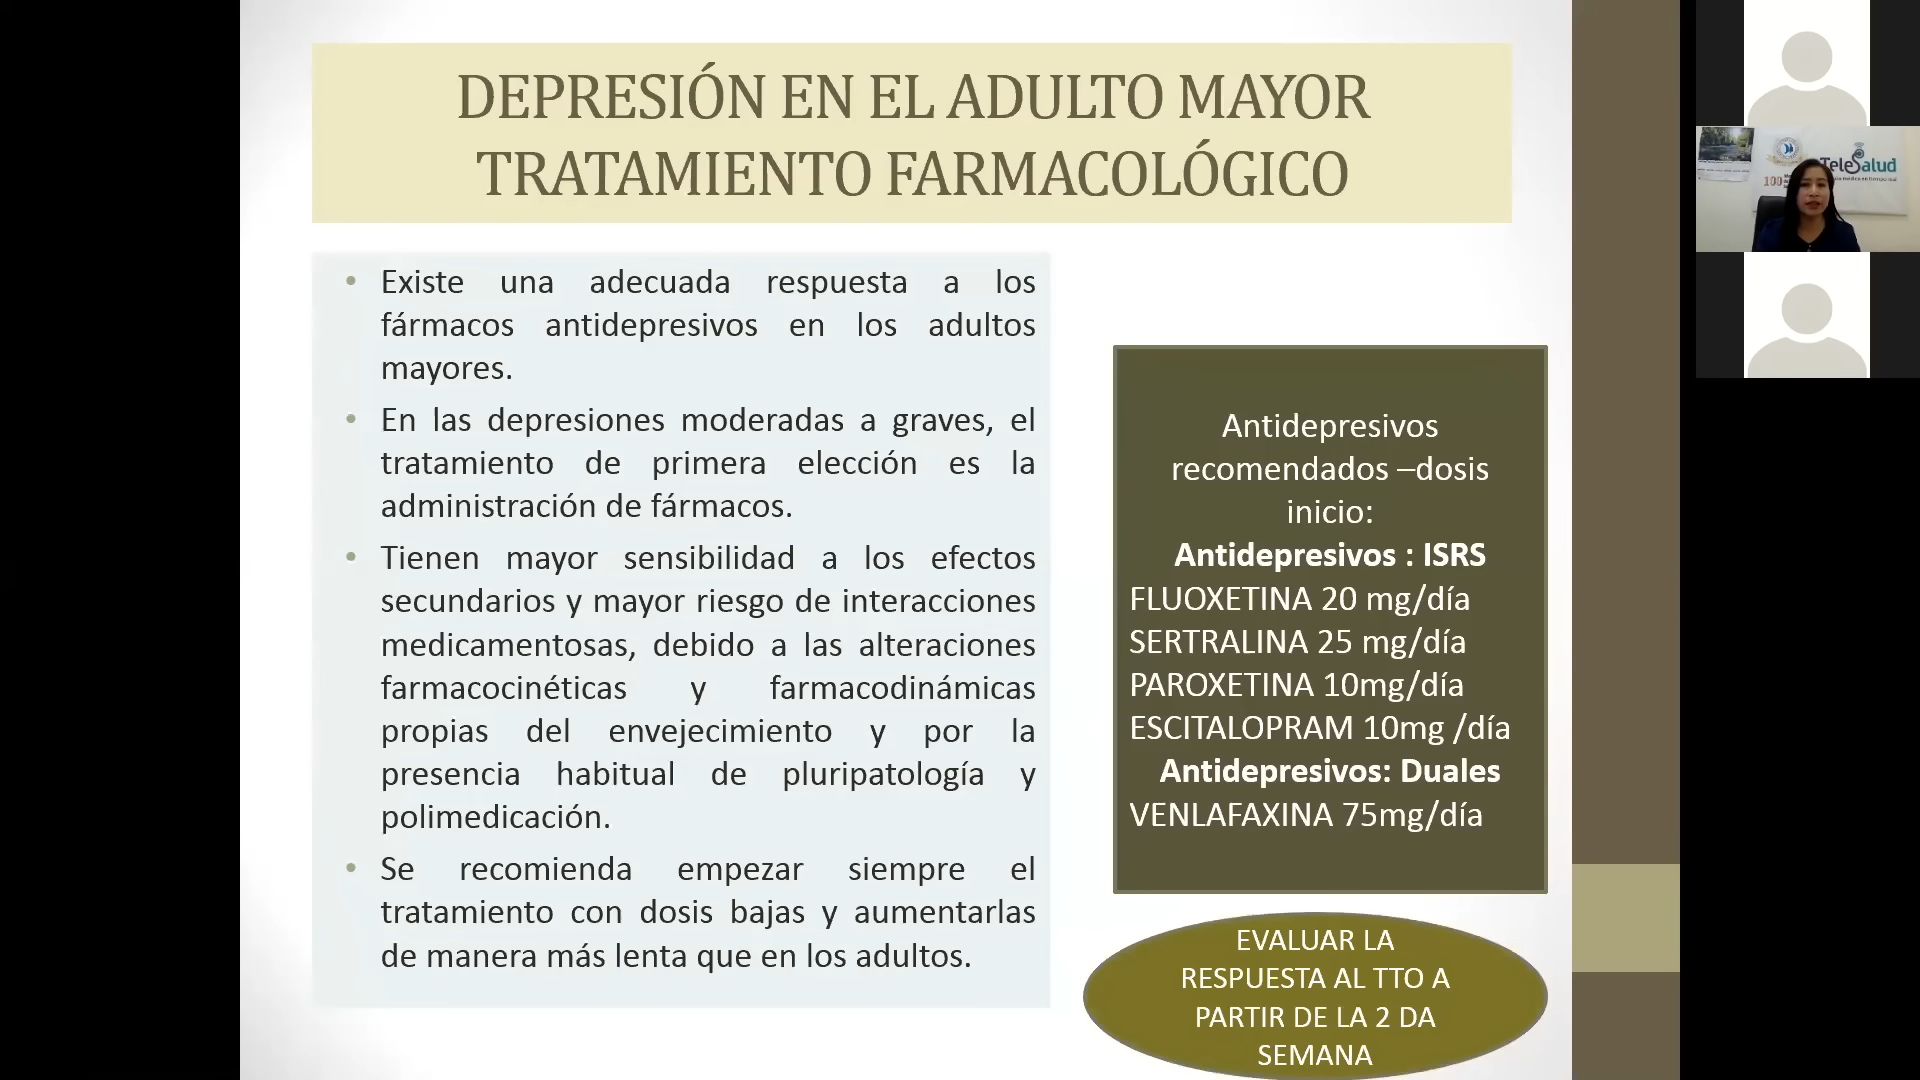 DEPRESIÓN EN EL ADULTO MAYOR
TRATAMIENTO FARMACOLÓGICO
• Existe una adecuada respuesta a los
fármacos antidepresivos en los adultos
mayores.
• En las depresiones moderadas a graves, el
tratamiento de primera elección es la
administración de fármacos.
• Tienen mayor sensibilidad a los efectos
secundarios y mayor riesgo de interacciones
medicamentosas, debido a las alteraciones
farmacocinéticas y farmacodinámicas
propias del envejecimiento y por la
presencia habitual de pluripatología y
polimedicación.
• Se recomienda empezar siempre el
tratamiento con dosis bajas y aumentarlas
de manera más lenta que en los adultos.
Antidepresivos
recomendados –dosis
inicio:
Antidepresivos : ISRS
FLUOXETINA 20 mg/día
SERTRALINA 25 mg/día
PAROXETINA 10mg/día
ESCITALOPRAM 10mg /día
Antidepresivos: Duales
VENLAFAXINA 75mg/día
EVALUAR LA
RESPUESTA AL TTO A
PARTIR DE LA 2 DA
SEMANA
TeleSalud
100